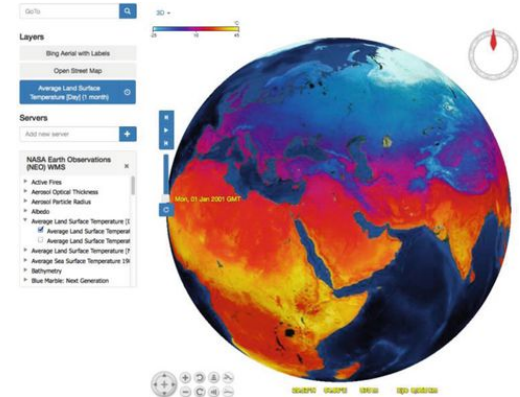 GoTo
3D
°C
-25
45
Layers
Bing Aerial with Labels
Open Street Map
Average Land Surface
Temperature [Day] (1 month)
Servers
Add new server
NASA Earth Observations
(NEO) WMS
Active Fires
Aerosol Optical Thickness
Aerosol Particle Radius
Albedo
Average Land Surface Temperature [D
Average Land Surface Temperat
Average Land Surface Temperat
Average Land Surface Temperature [
Average Sea Surface Temperature 19
Bathymetry
Blue Marble: Next Generation
Mon, 01 Jan 2001 GMT